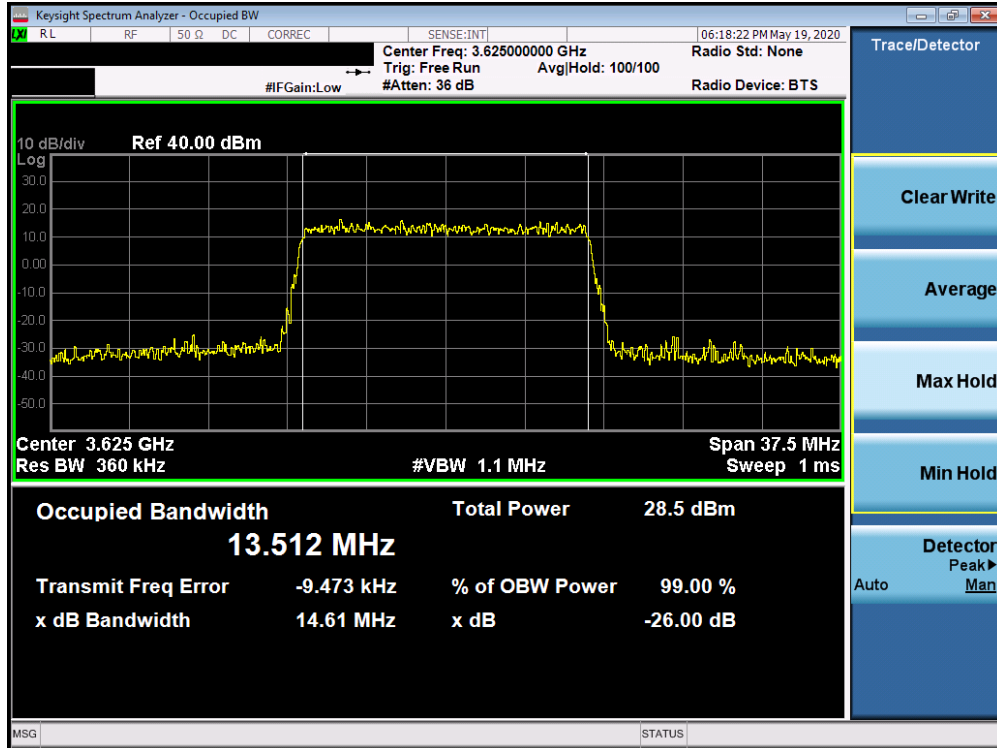 Keysight Spectrum Analyzer - Occupied BW
LXI RL RF 50 Ω DC CORREC SENSE:INT 06:18:22 PM May 19, 2020
Center Freq: 3.625000000 GHz Radio Std: None
Trig: Free Run Avg|Hold: 100/100
#IFGain:Low #Atten: 36 dB Radio Device: BTS
Trace/Detector
10 dB/div Ref 40.00 dBm
Log
30.0
20.0
10.0
0.00
-10.0
-20.0
-30.0
-40.0
-50.0
Center 3.625 GHz Span 37.5 MHz
Res BW 360 kHz #VBW 1.1 MHz Sweep 1 ms
Occupied Bandwidth Total Power 28.5 dBm
13.512 MHz
Transmit Freq Error -9.473 kHz % of OBW Power 99.00 %
x dB Bandwidth 14.61 MHz x dB -26.00 dB
Clear Write
Average
Max Hold
Min Hold
Detector
Peak▶
Auto Man
MSG STATUS